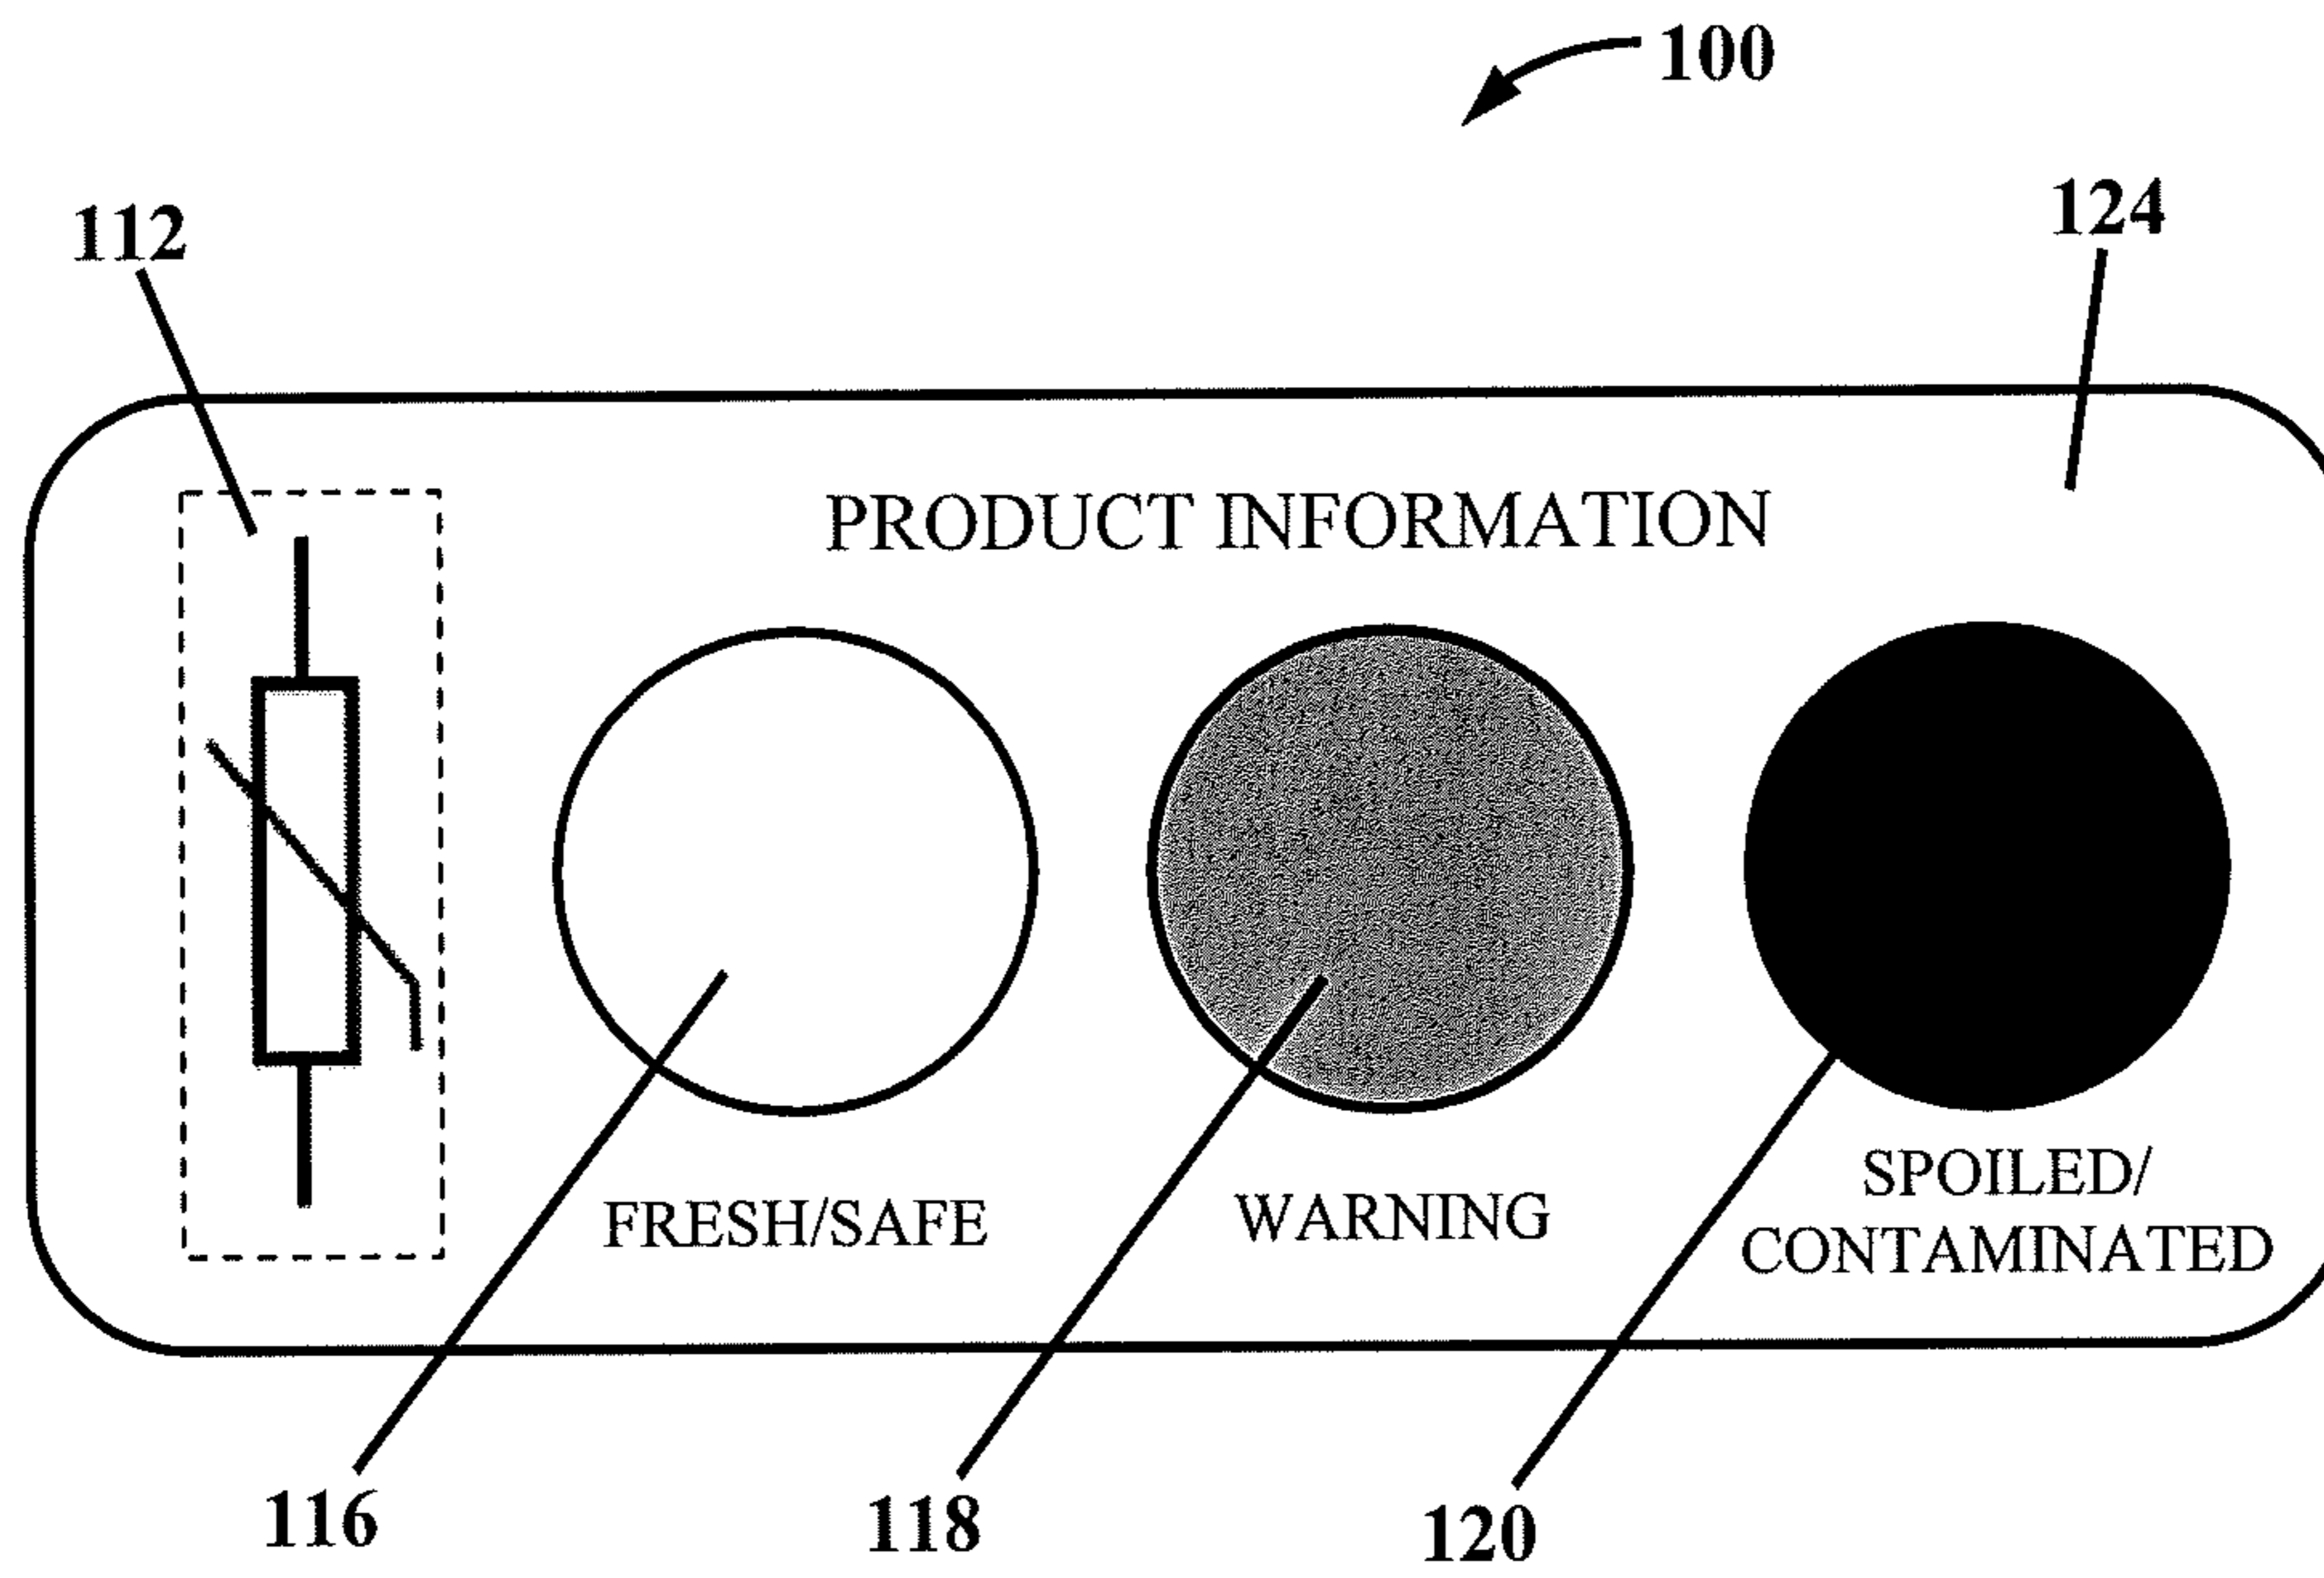 100
112
124
PRODUCT INFORMATION
FRESH/SAFE
WARNING
SPOILED/
CONTAMINATED
116
118
120